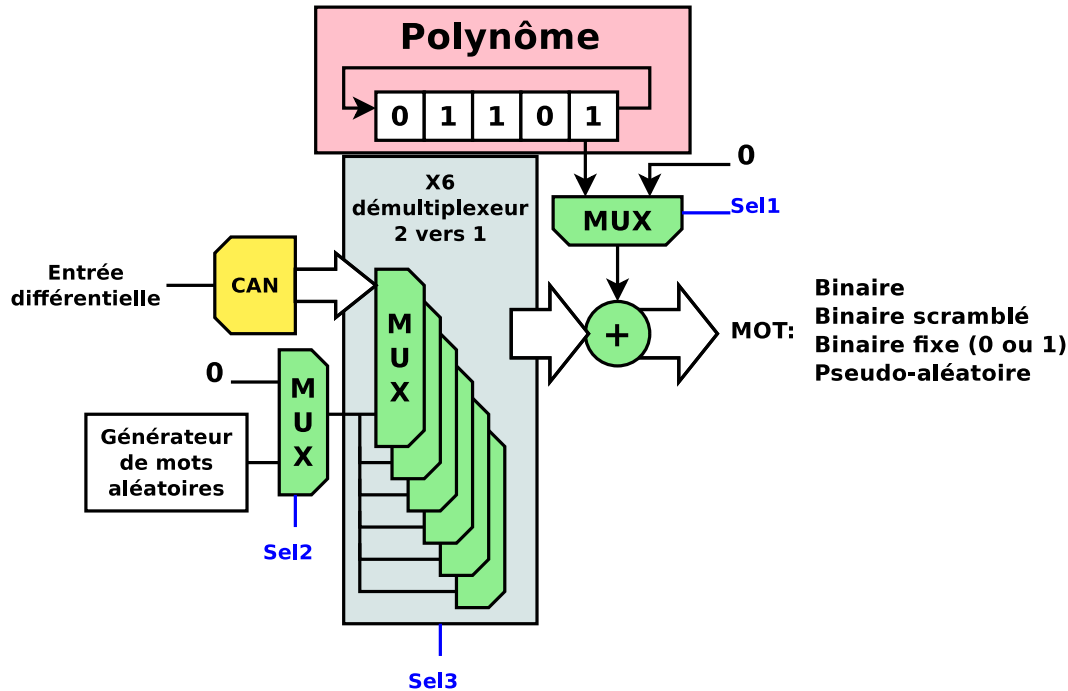 Polynôme
0 1 1 0 1
0
X6
démultiplexeur
2 vers 1
MUX
Sel1
Entrée
différentielle
CAN
M
U
X
+
MOT:
Binaire
Binaire scramblé
Binaire fixe (0 ou 1)
Pseudo-aléatoire
0
M
U
X
Générateur
de mots
aléatoires
Sel2
Sel3